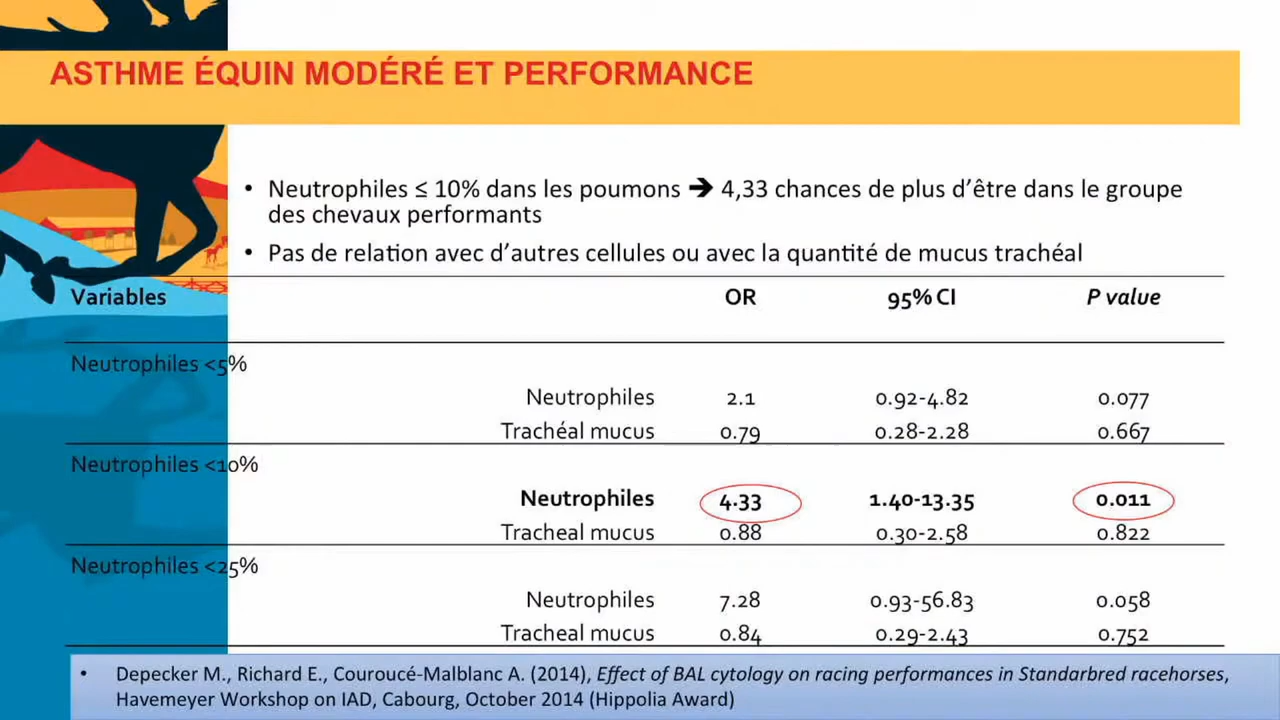 ASTHME ÉQUIN MODÉRÉ ET PERFORMANCE
• Neutrophiles ≤ 10% dans les poumons ➔ 4,33 chances de plus d’être dans le groupe
des chevaux performants
• Pas de relation avec d’autres cellules ou avec la quantité de mucus trachéal
Variables OR 95% CI P value
Neutrophiles <5%
Neutrophiles 2.1 0.92-4.82 0.077
Trachéal mucus 0.79 0.28-2.28 0.667
Neutrophiles <10%
Neutrophiles 4.33 1.40-13.35 0.011
Tracheal mucus 0.88 0.30-2.58 0.822
Neutrophiles <25%
Neutrophiles 7.28 0.93-56.83 0.058
Tracheal mucus 0.84 0.29-2.43 0.752
• Depecker M., Richard E., Couroucé-Malblanc A. (2014), Effect of BAL cytology on racing performances in Standarbred racehorses,
Havemeyer Workshop on IAD, Cabourg, October 2014 (Hippolia Award)